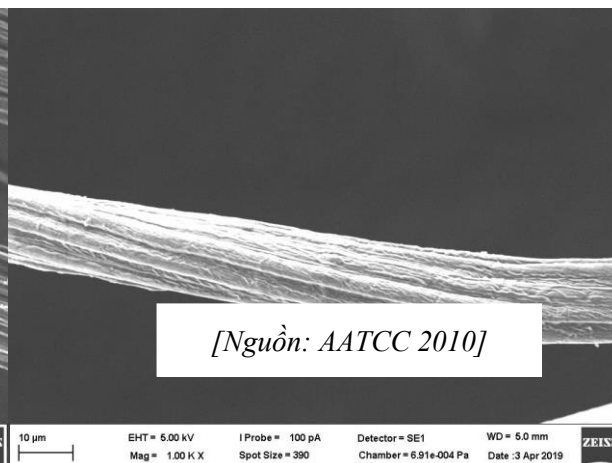 [Nguồn: AATCC 2010]
10 µm
EHT = 5.00 kV I Probe = 100 pA Detector = SE1 WD = 5.0 mm
Mag = 1.00 K X Spot Size = 390 Chamber = 6.91e-004 Pa Date :3 Apr 2019
ZEISS